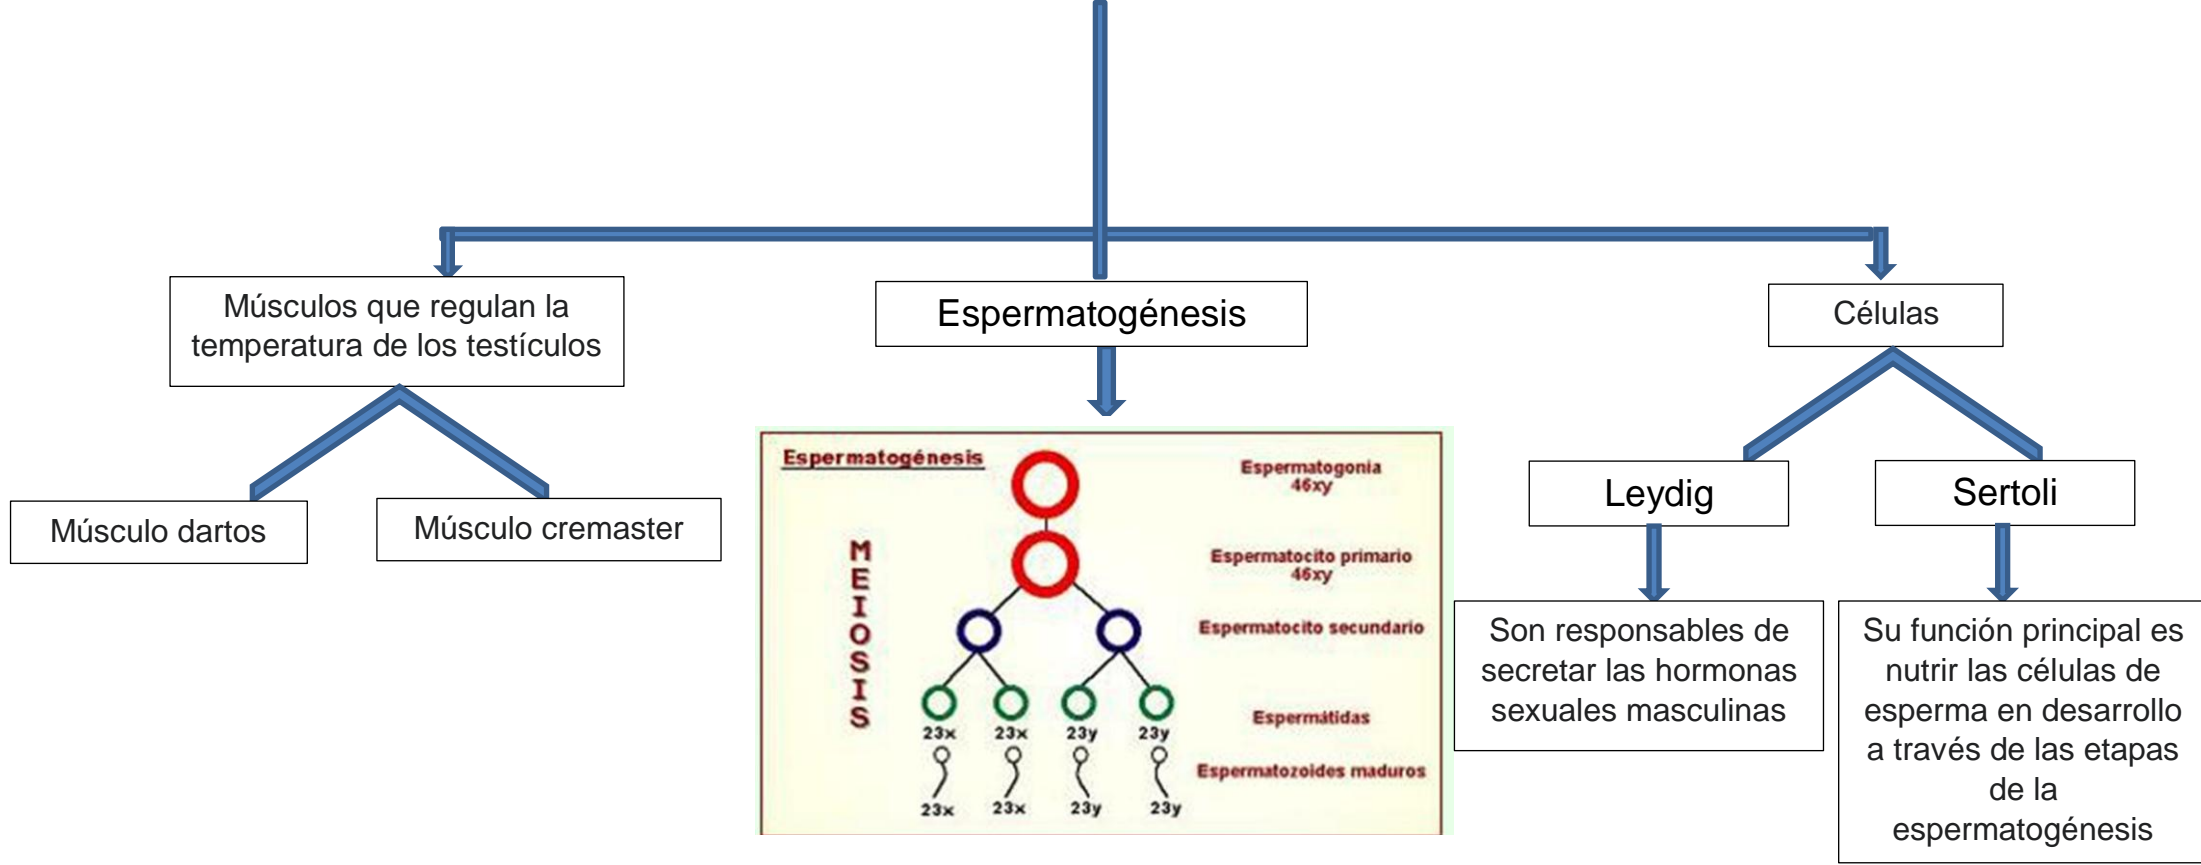 Músculos que regulan la
temperatura de los testículos
Músculo dartos
Músculo cremaster
Espermatogénesis
Espermatogénesis
MEIOSIS
Espermatogonia
46xy
Espermatocito primario
46xy
Espermatocito secundario
Espermátidas
23x 23x 23y 23y
Espermatozoides maduros
23x 23x 23y 23y
Células
Leydig
Son responsables de
secretar las hormonas
sexuales masculinas
Sertoli
Su función principal es
nutrir las células de
esperma en desarrollo
a través de las etapas
de la
espermatogénesis